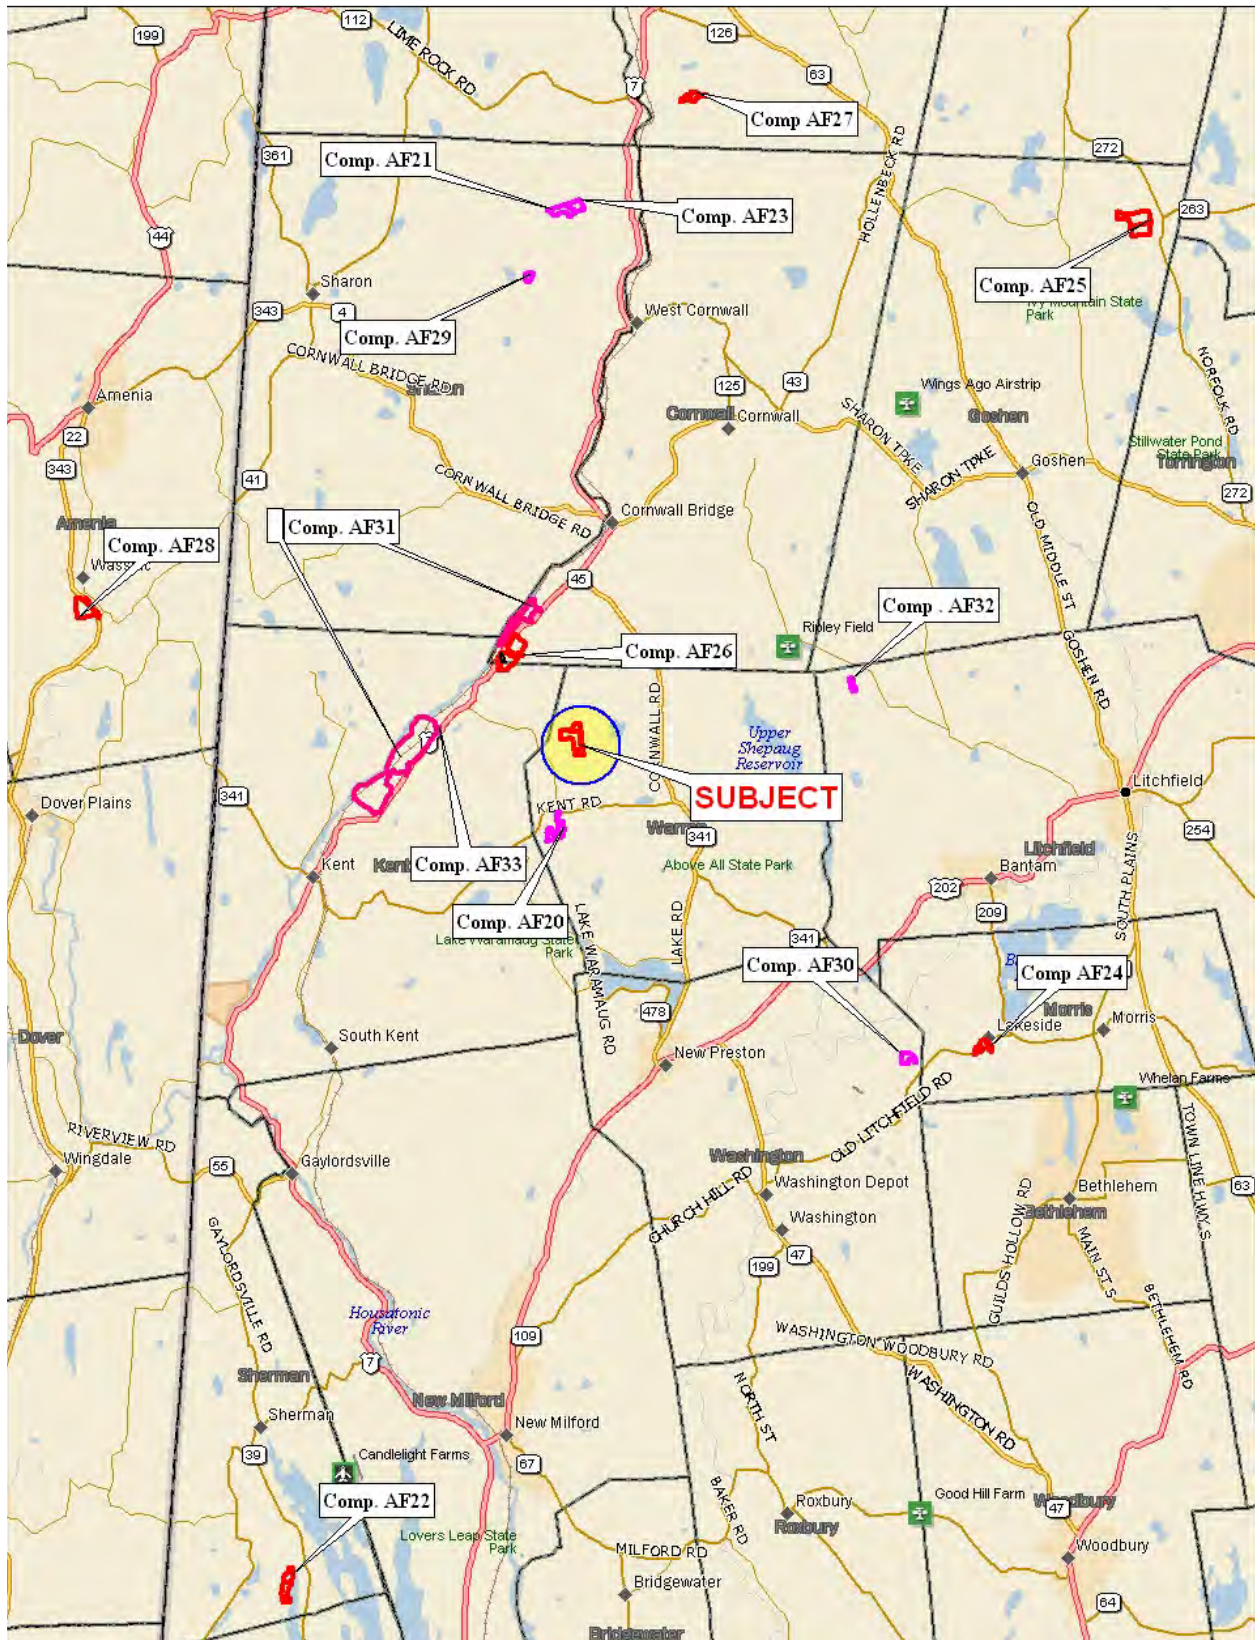 112
199
126
LIME ROCK RD
63
7
Comp AF27
HOLLENBECK RD
272
361
Comp. AF21
Comp. AF23
263
44
Sharon
Comp. AF25
Ivy Mountain State
Park
343
4
West Cornwall
Comp. AF29
CORNWALL BRIDGE RD
Sharon
NORFOLK RD
125
43
Wings Ago Airstrip
Amenia
Cornwall
Cornwall
SHARON TPKE
Goshen
22
Stillwater Pond
State Park
Torrington
343
Goshen
SHARON TPKE
41
CORNWALL BRIDGE RD
272
Cornwall Bridge
OLD MIDDLE ST
Amenia
Comp. AF31
Comp. AF28
Wassaic
45
Comp . AF32
Ripley Field
GOSHEN RD
Comp. AF26
CORNWALL RD
Upper
Shepaug
Reservoir
7
Litchfield
SUBJECT
341
Dover Plains
KENT RD
Warren
341
254
Litchfield
Kent
Kent
Comp. AF33
Above All State Park
Bantam
202
SOUTH PLAINS
209
Comp. AF20
LAKE WARAMAUG RD
LAKE RD
Lake Waramaug State
Park
341
Comp. AF30
Comp AF24
478
Morris
Dover
South Kent
Lakeside
Morris
New Preston
Whelan Farms
OLD LITCHFIELD RD
TOWN LINE HWY S
RIVERVIEW RD
Wingdale
55
Gaylordsville
Washington
Washington Depot
CHURCH HILL RD
Bethlehem
63
Bethlehem
GUILDS HOLLOW RD
Washington
GAYLORDSVILLE RD
47
199
MAIN ST S
BETHLEHEM RD
Housatonic
River
109
WASHINGTON WOODBURY RD
7
Sherman
NORTH ST
WASHINGTON RD
New Milford
Sherman
New Milford
39
Candlelight Farms
67
BAKER RD
Comp. AF22
Roxbury
Roxbury
Good Hill Farm
Woodbury
47
Lovers Leap State
Park
MILFORD RD
Woodbury
Bridgewater
64
Bridgewater